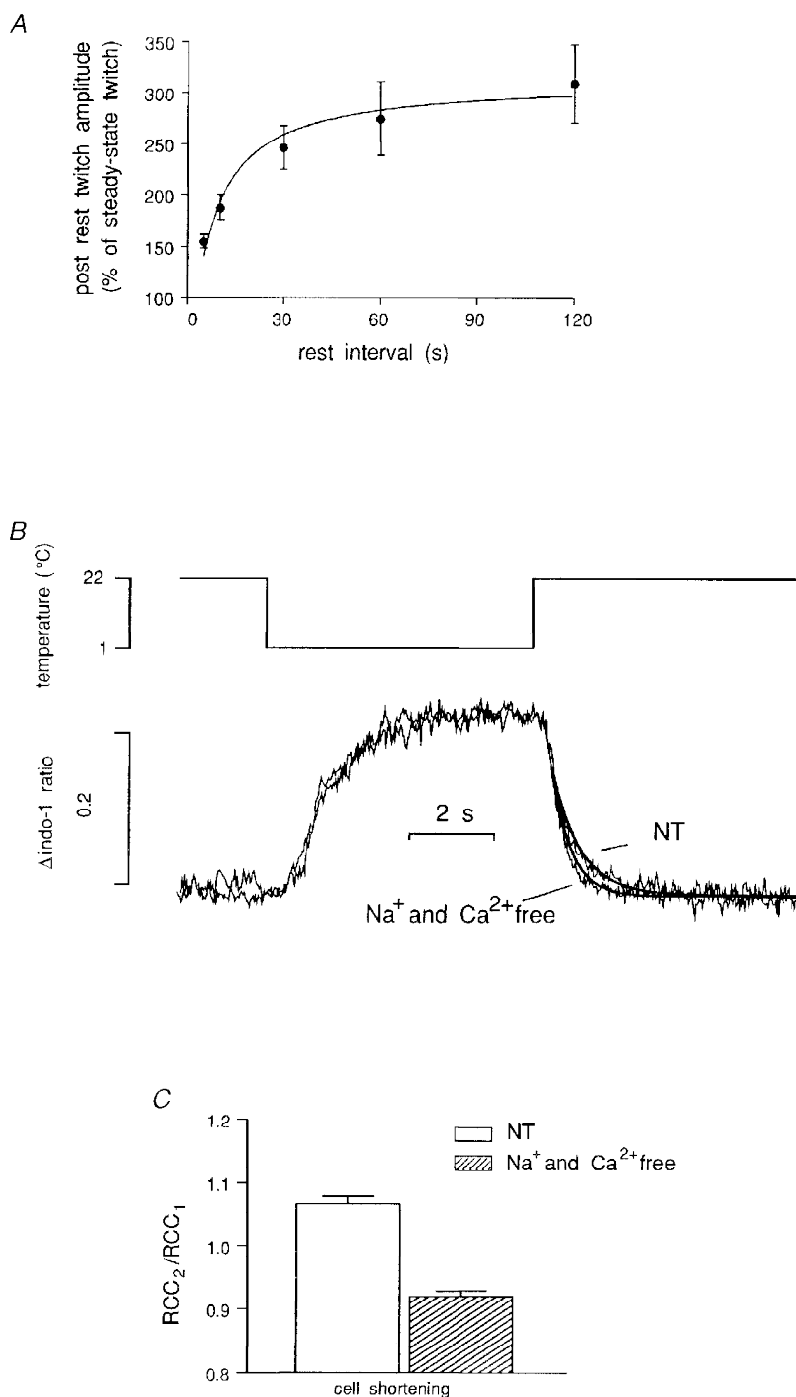 A
post rest twitch amplitude
(% of steady-state twitch)
350
300
250
200
150
100
0
30
60
90
120
rest interval (s)
B
temperature (°C)
22
1
Δindo-1 ratio
0.2
2 s
NT
Na⁺ and Ca²⁺free
C
RCC₂/RCC₁
1.2
1.1
1.0
0.9
0.8
NT
Na⁺ and Ca²⁺free
cell shortening